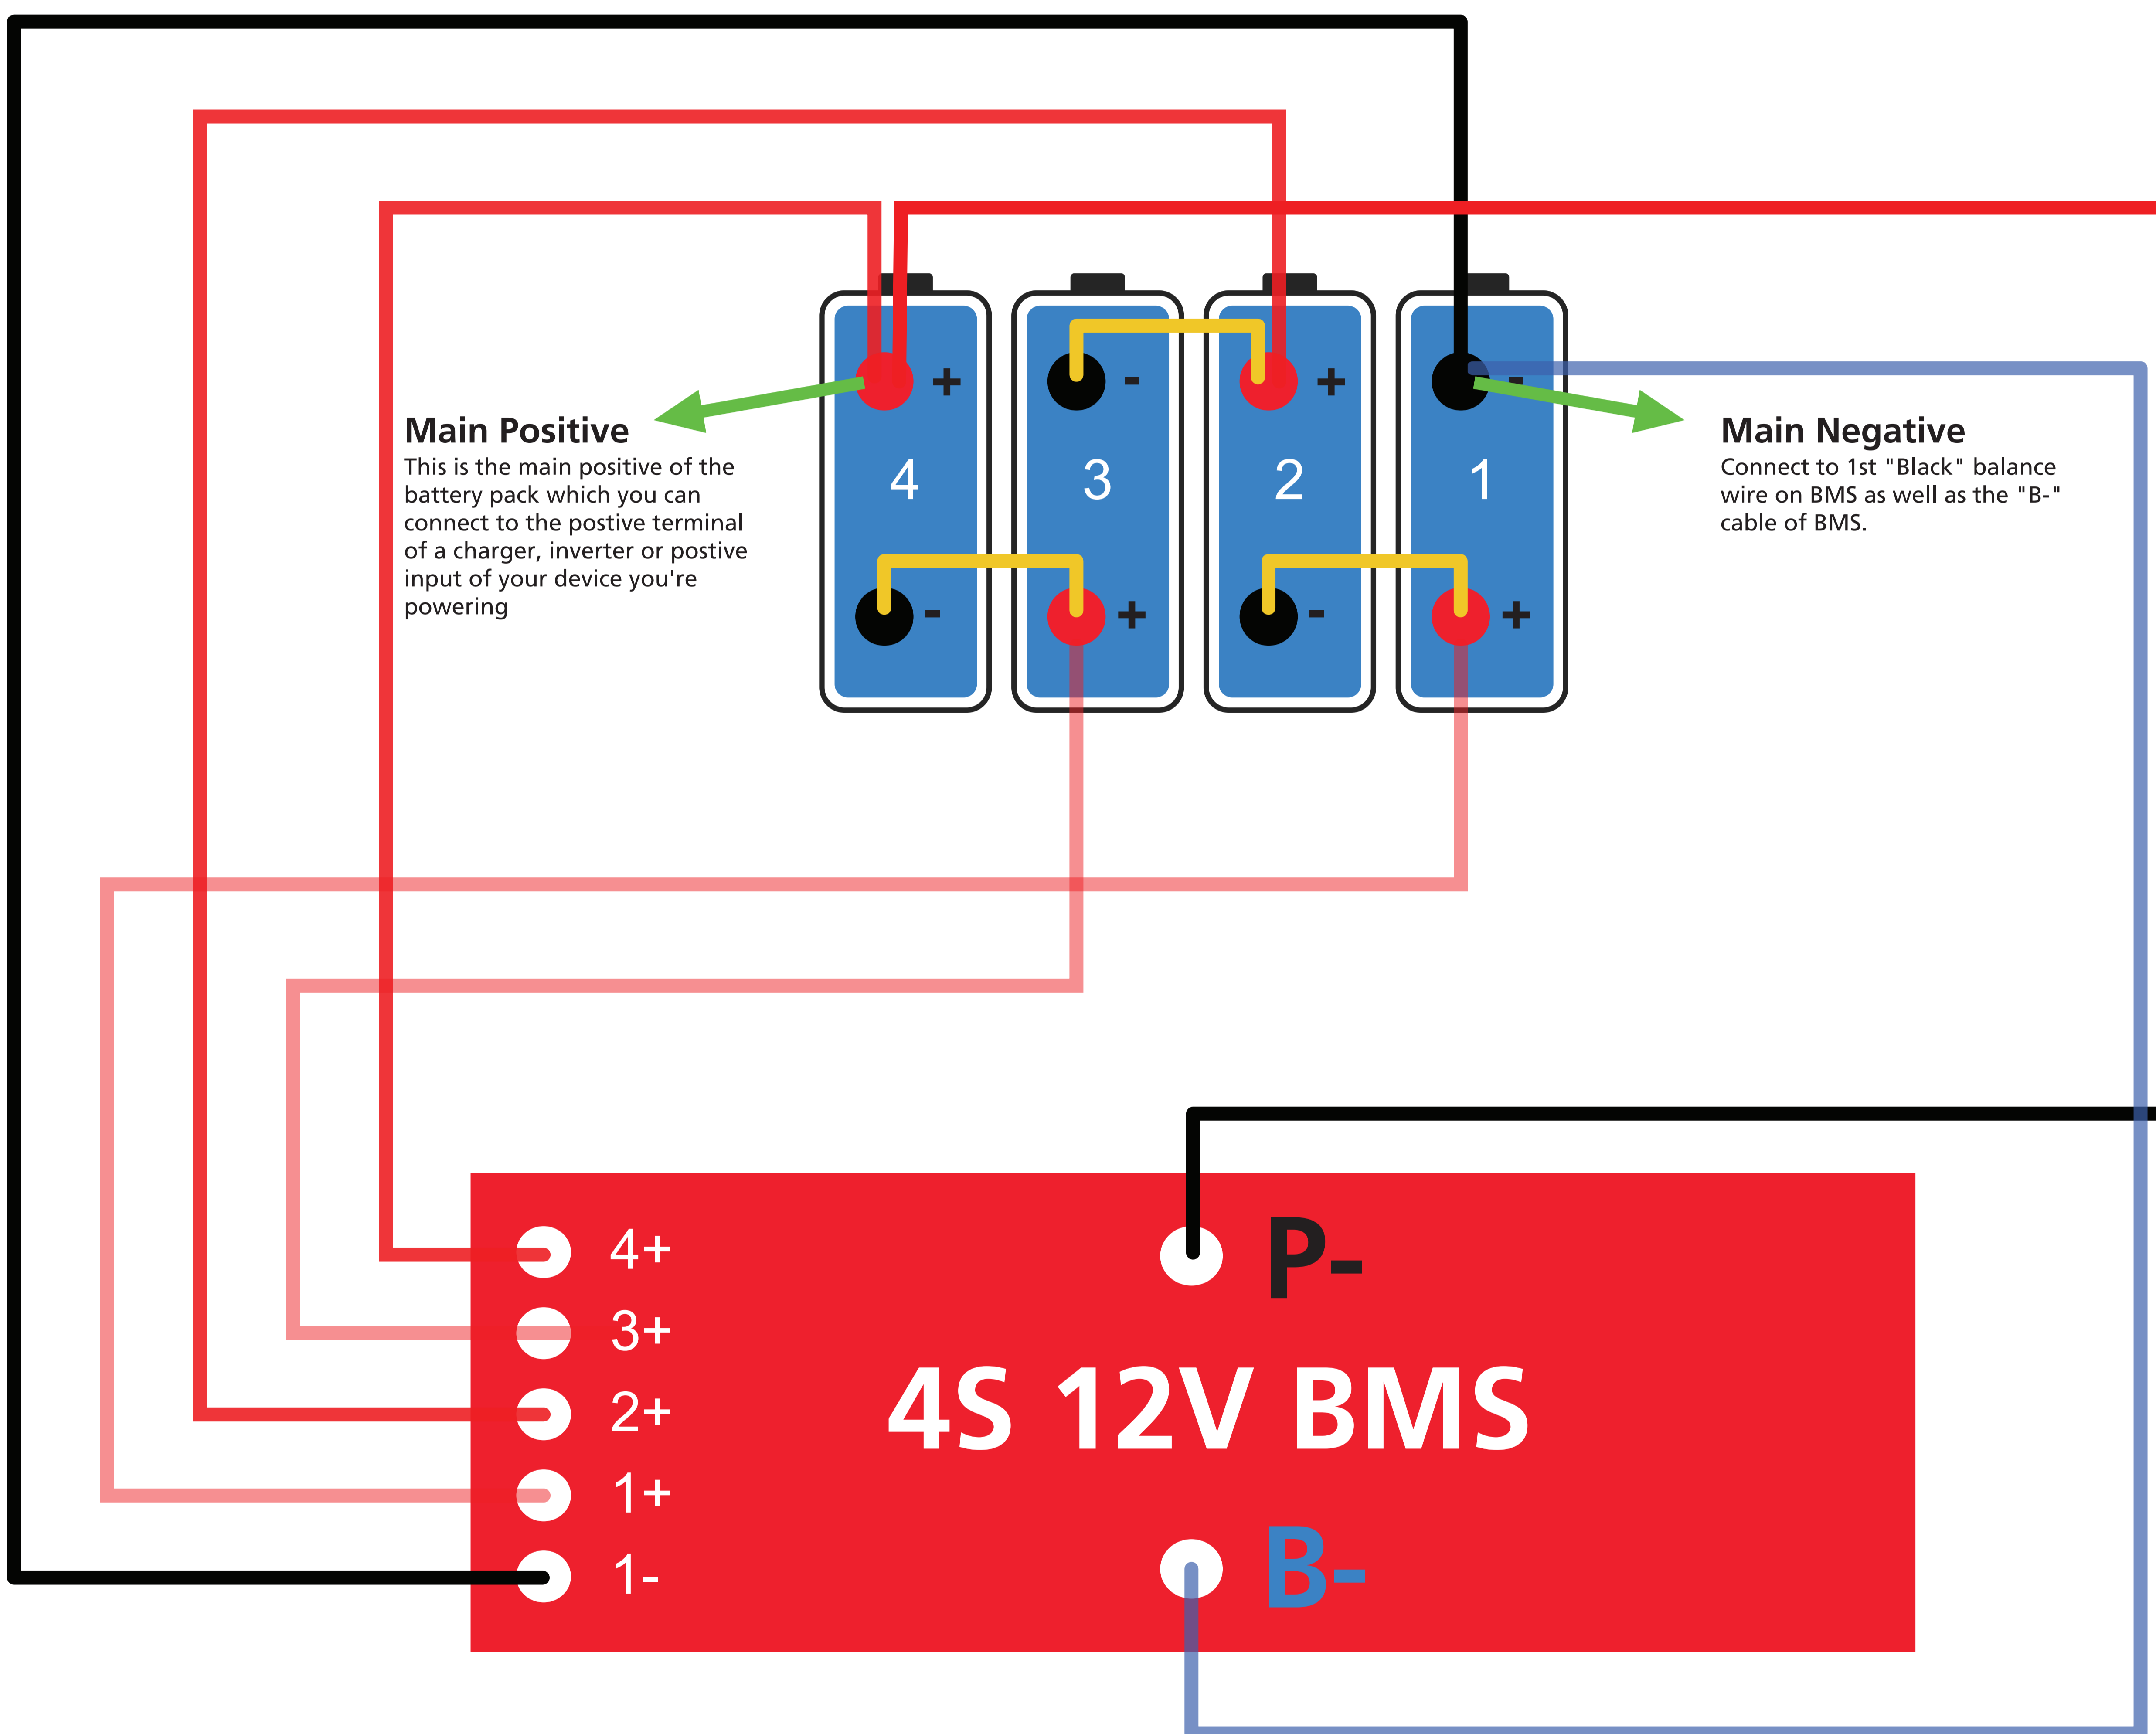 + - + -
Main Positive
This is the main positive of the
battery pack which you can
connect to the postive terminal
of a charger, inverter or postive
input of your device you're
powering
4 3 2 1
- + - +
Main Negative
Connect to 1st "Black" balance
wire on BMS as well as the "B-"
cable of BMS.
4+
3+
2+
1+
1-
P-
4S 12V BMS
B-